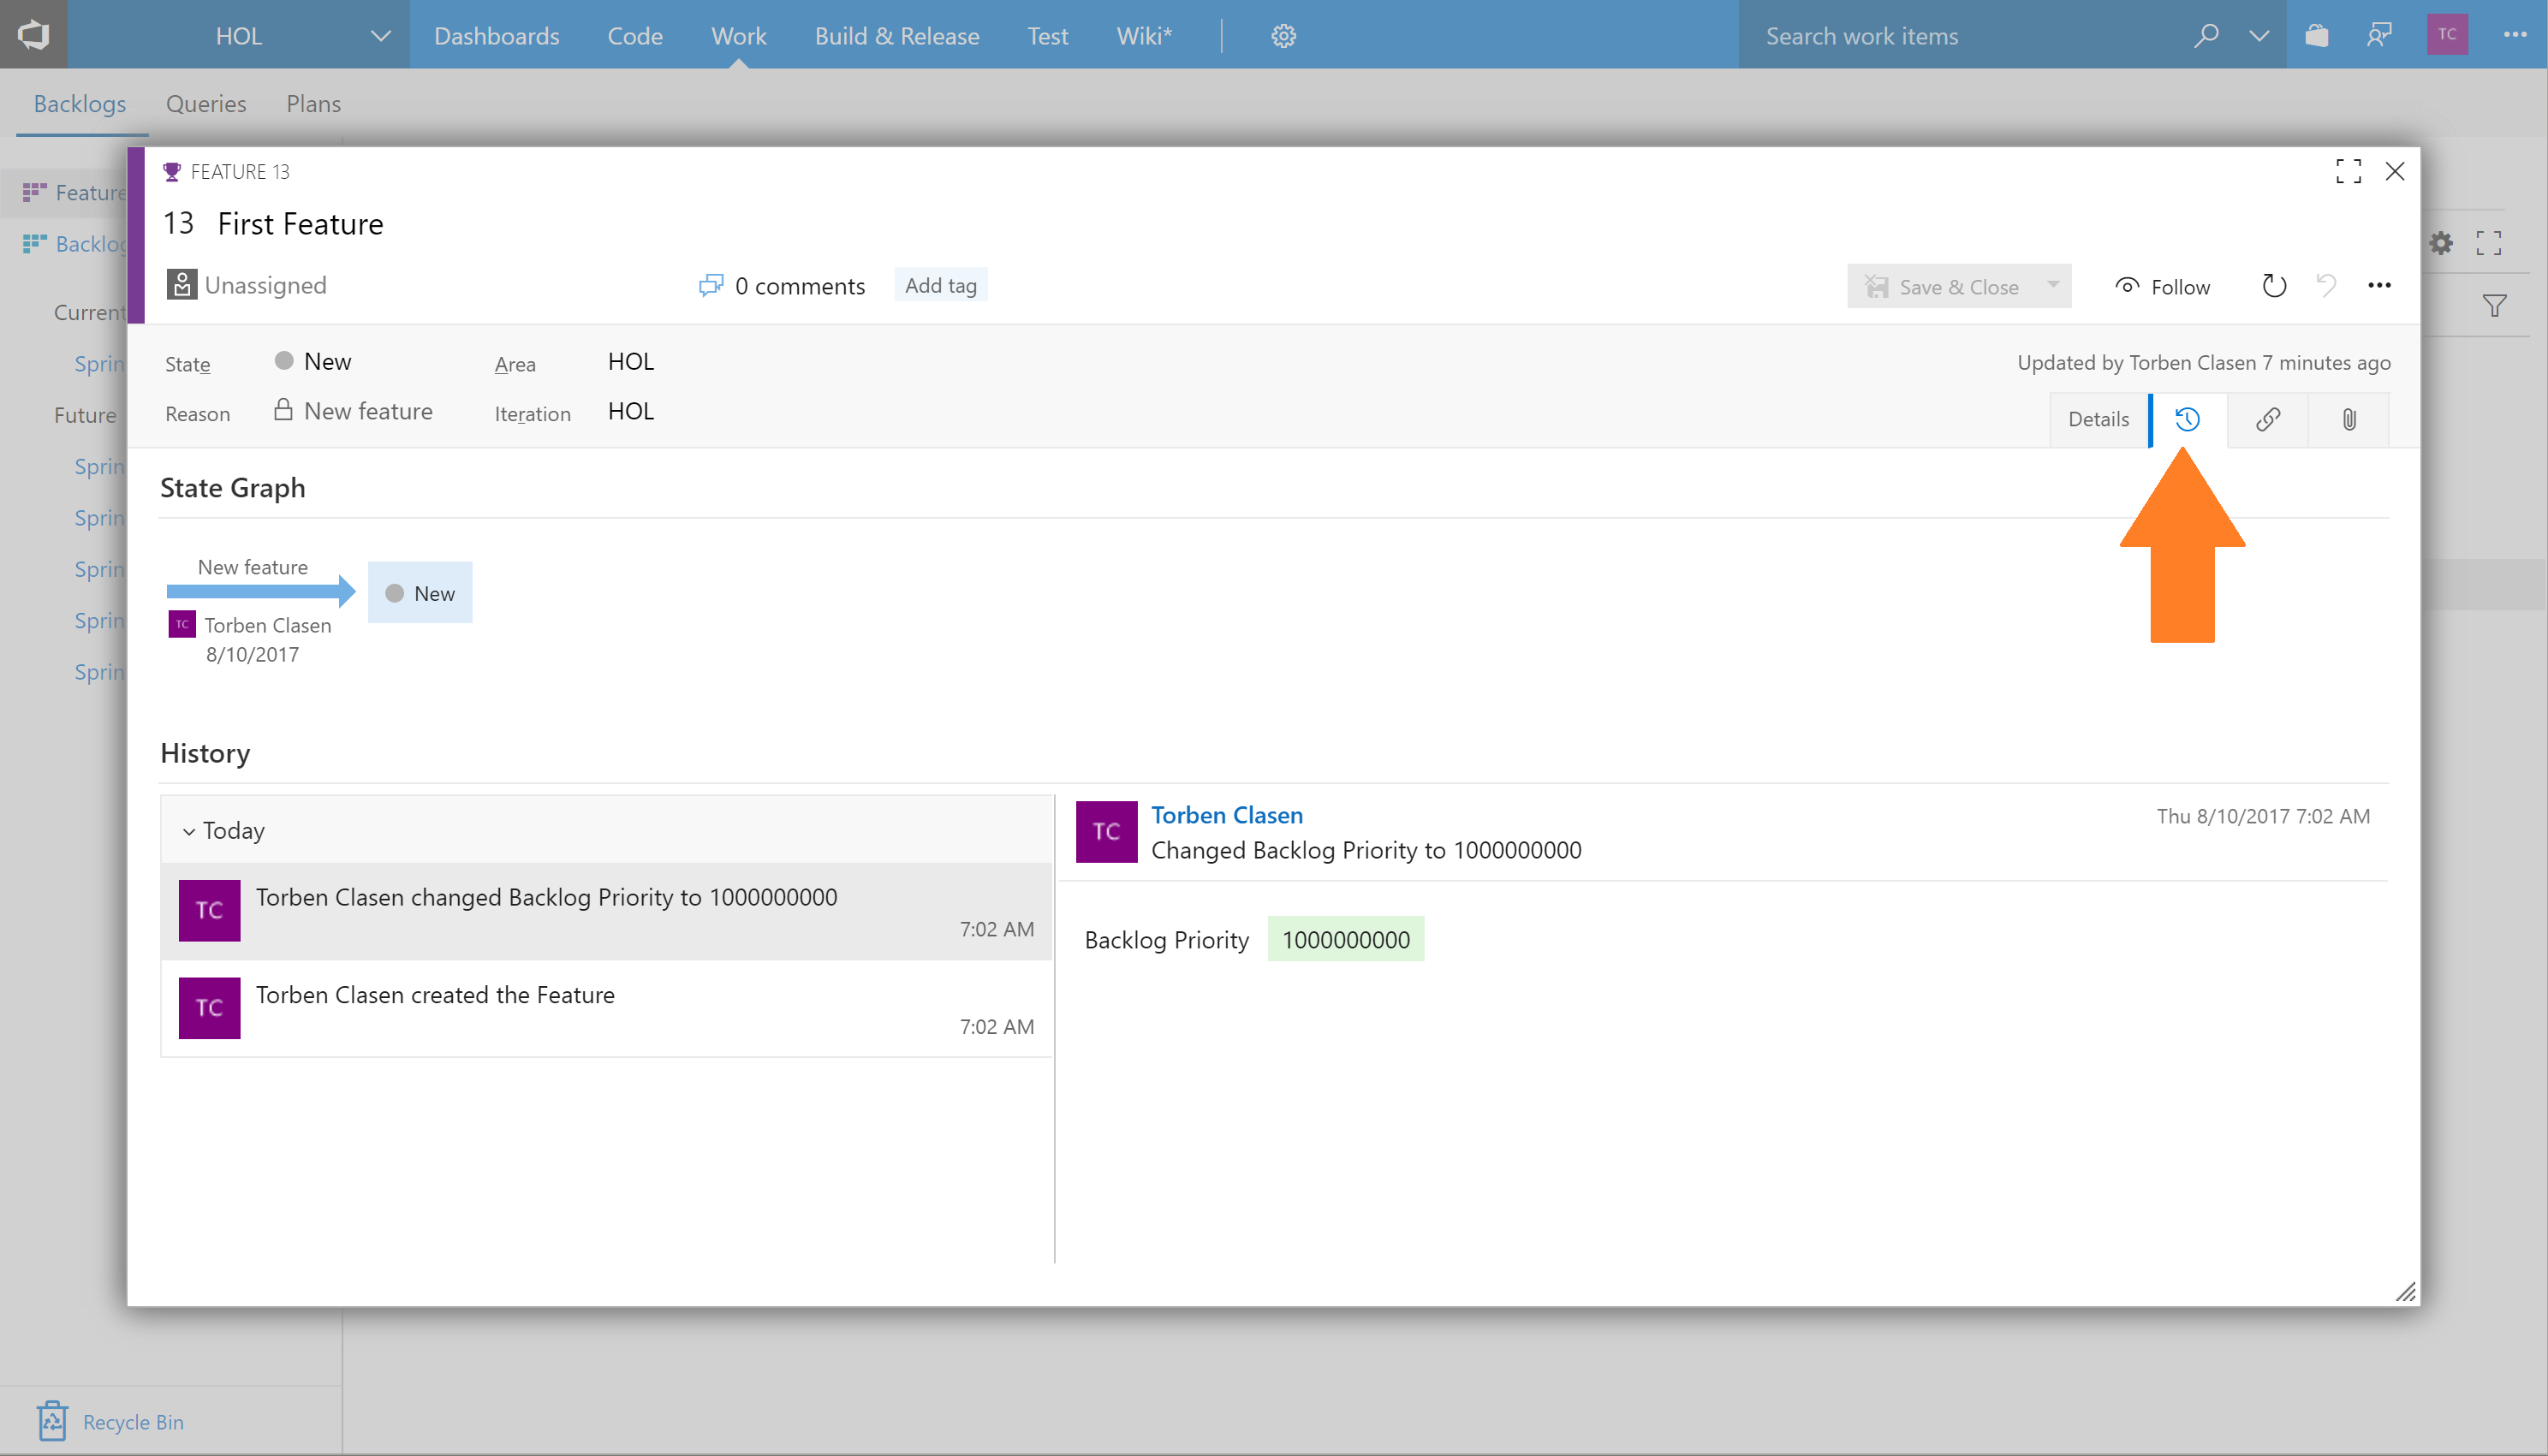 HOL Dashboards Code Work Build & Release Test Wiki* Search work items TC
Backlogs Queries Plans
Feature
Backlog
Current
Sprin
Future
Sprin
Sprin
Sprin
Sprin
Sprin
Recycle Bin
FEATURE 13
13 First Feature
Unassigned 0 comments Add tag Save & Close Follow
State New Area HOL Updated by Torben Clasen 7 minutes ago
Reason New feature Iteration HOL Details
State Graph
New feature
New
TC Torben Clasen
8/10/2017
History
Today
TC Torben Clasen changed Backlog Priority to 1000000000
7:02 AM
TC Torben Clasen created the Feature
7:02 AM
TC Torben Clasen Thu 8/10/2017 7:02 AM
Changed Backlog Priority to 1000000000
Backlog Priority 1000000000